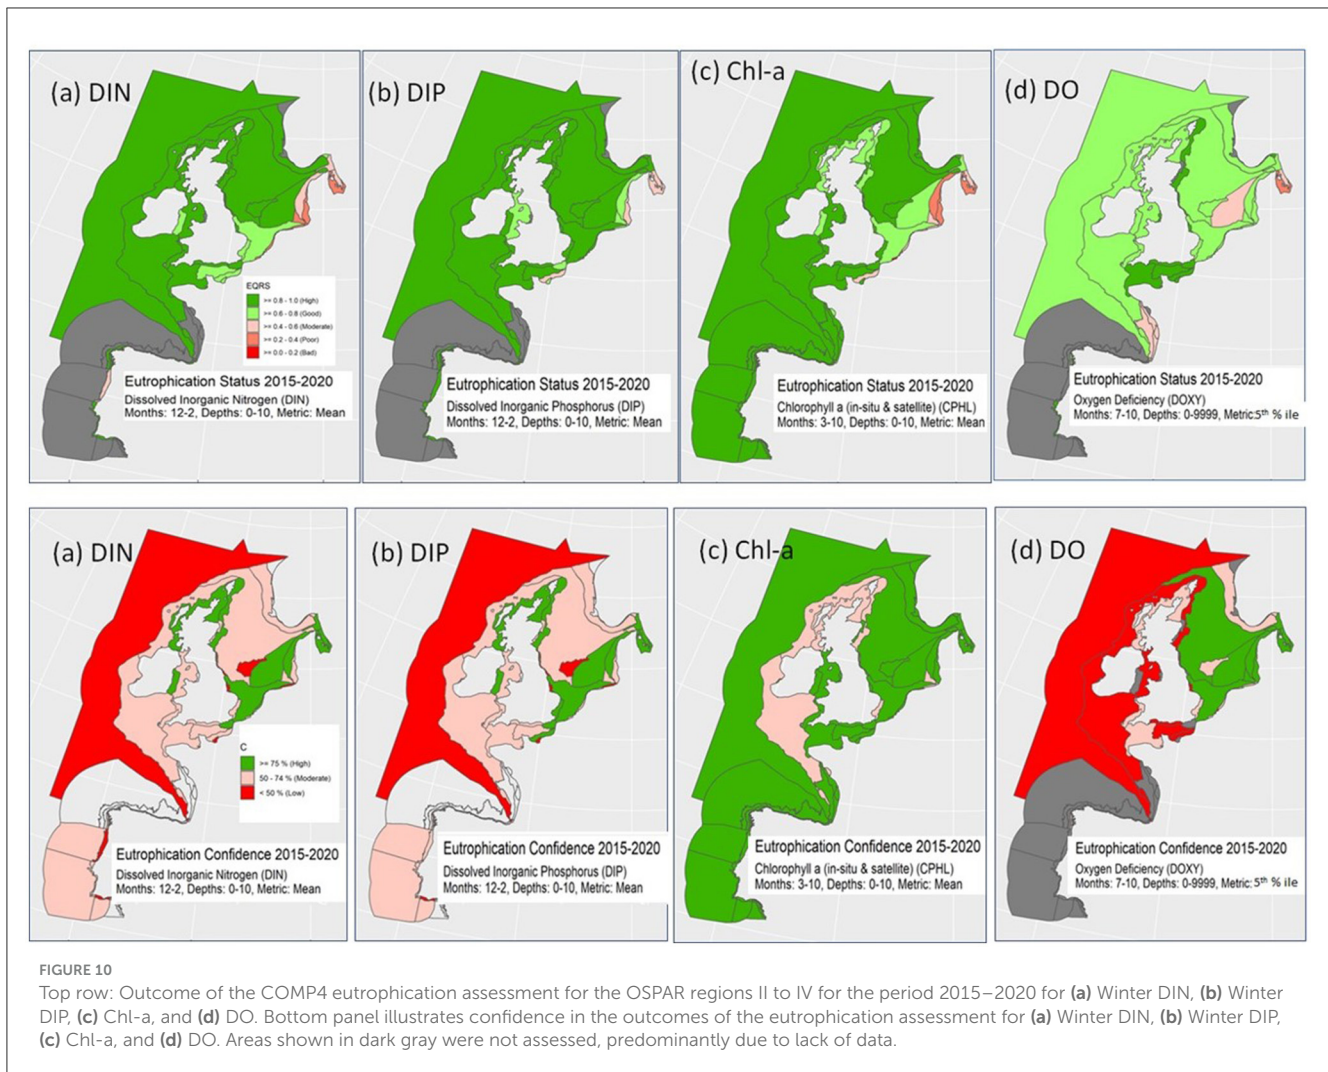 (a) DIN
EQRS
>= 0.8 - 1.0 (High)
>= 0.6 - 0.8 (Good)
>= 0.4 - 0.6 (Moderate)
>= 0.2 - 0.4 (Poor)
>= 0.0 - 0.2 (Bad)
Eutrophication Status 2015-2020
Dissolved Inorganic Nitrogen (DIN)
Months: 12-2, Depths: 0-10, Metric: Mean
(b) DIP
Eutrophication Status 2015-2020
Dissolved Inorganic Phosphorus (DIP)
Months: 12-2, Depths: 0-10, Metric: Mean
(c) Chl-a
Eutrophication Status 2015-2020
Chlorophyll a (in-situ & satellite) (CPHL)
Months: 3-10, Depths: 0-10, Metric: Mean
(d) DO
Eutrophication Status 2015-2020
Oxygen Deficiency (DOXY)
Months: 7-10, Depths: 0-9999, Metric:5th % ile
(a) DIN
C
>= 75 % (High)
50 - 74 % (Moderate)
< 50 % (Low)
Eutrophication Confidence 2015-2020
Dissolved Inorganic Nitrogen (DIN)
Months: 12-2, Depths: 0-10, Metric: Mean
(b) DIP
Eutrophication Confidence 2015-2020
Dissolved Inorganic Phosphorus (DIP)
Months: 12-2, Depths: 0-10, Metric: Mean
(c) Chl-a
Eutrophication Confidence 2015-2020
Chlorophyll a (in-situ & satellite) (CPHL)
Months: 3-10, Depths: 0-10, Metric: Mean
(d) DO
Eutrophication Confidence 2015-2020
Oxygen Deficiency (DOXY)
Months: 7-10, Depths: 0-9999, Metric: 5th % ile
FIGURE 10
Top row: Outcome of the COMP4 eutrophication assessment for the OSPAR regions II to IV for the period 2015–2020 for (a) Winter DIN, (b) Winter
DIP, (c) Chl-a, and (d) DO. Bottom panel illustrates confidence in the outcomes of the eutrophication assessment for (a) Winter DIN, (b) Winter DIP,
(c) Chl-a, and (d) DO. Areas shown in dark gray were not assessed, predominantly due to lack of data.